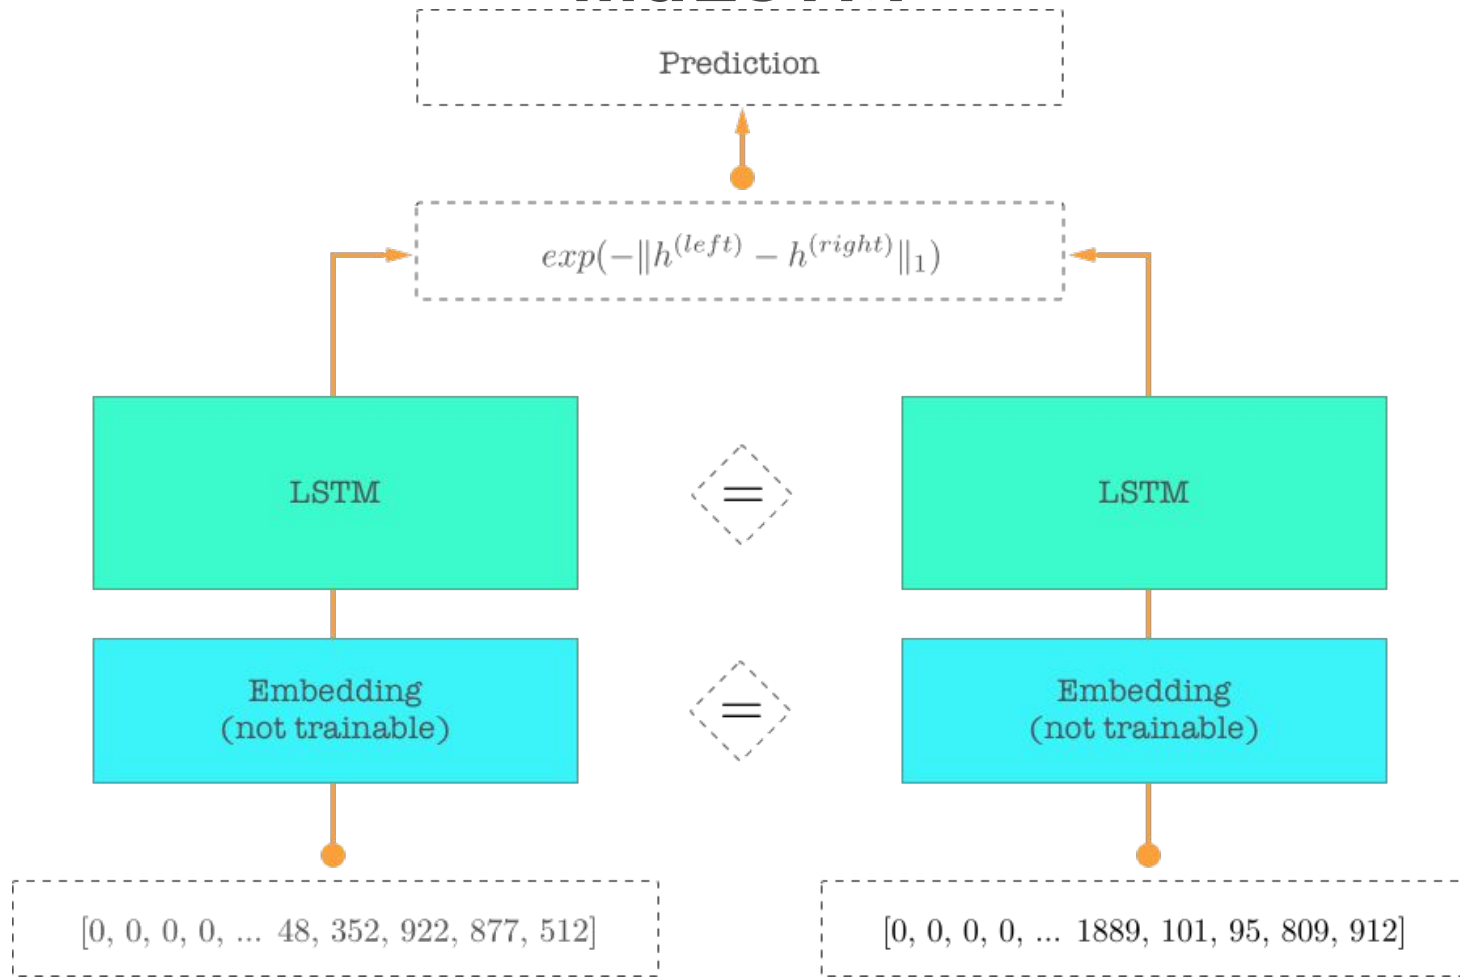 Prediction
exp(−‖h^{(left)} − h^{(right)}‖₁)
LSTM
=
LSTM
Embedding
(not trainable)
=
Embedding
(not trainable)
[0, 0, 0, 0, ... 48, 352, 922, 877, 512]
[0, 0, 0, 0, ... 1889, 101, 95, 809, 912]